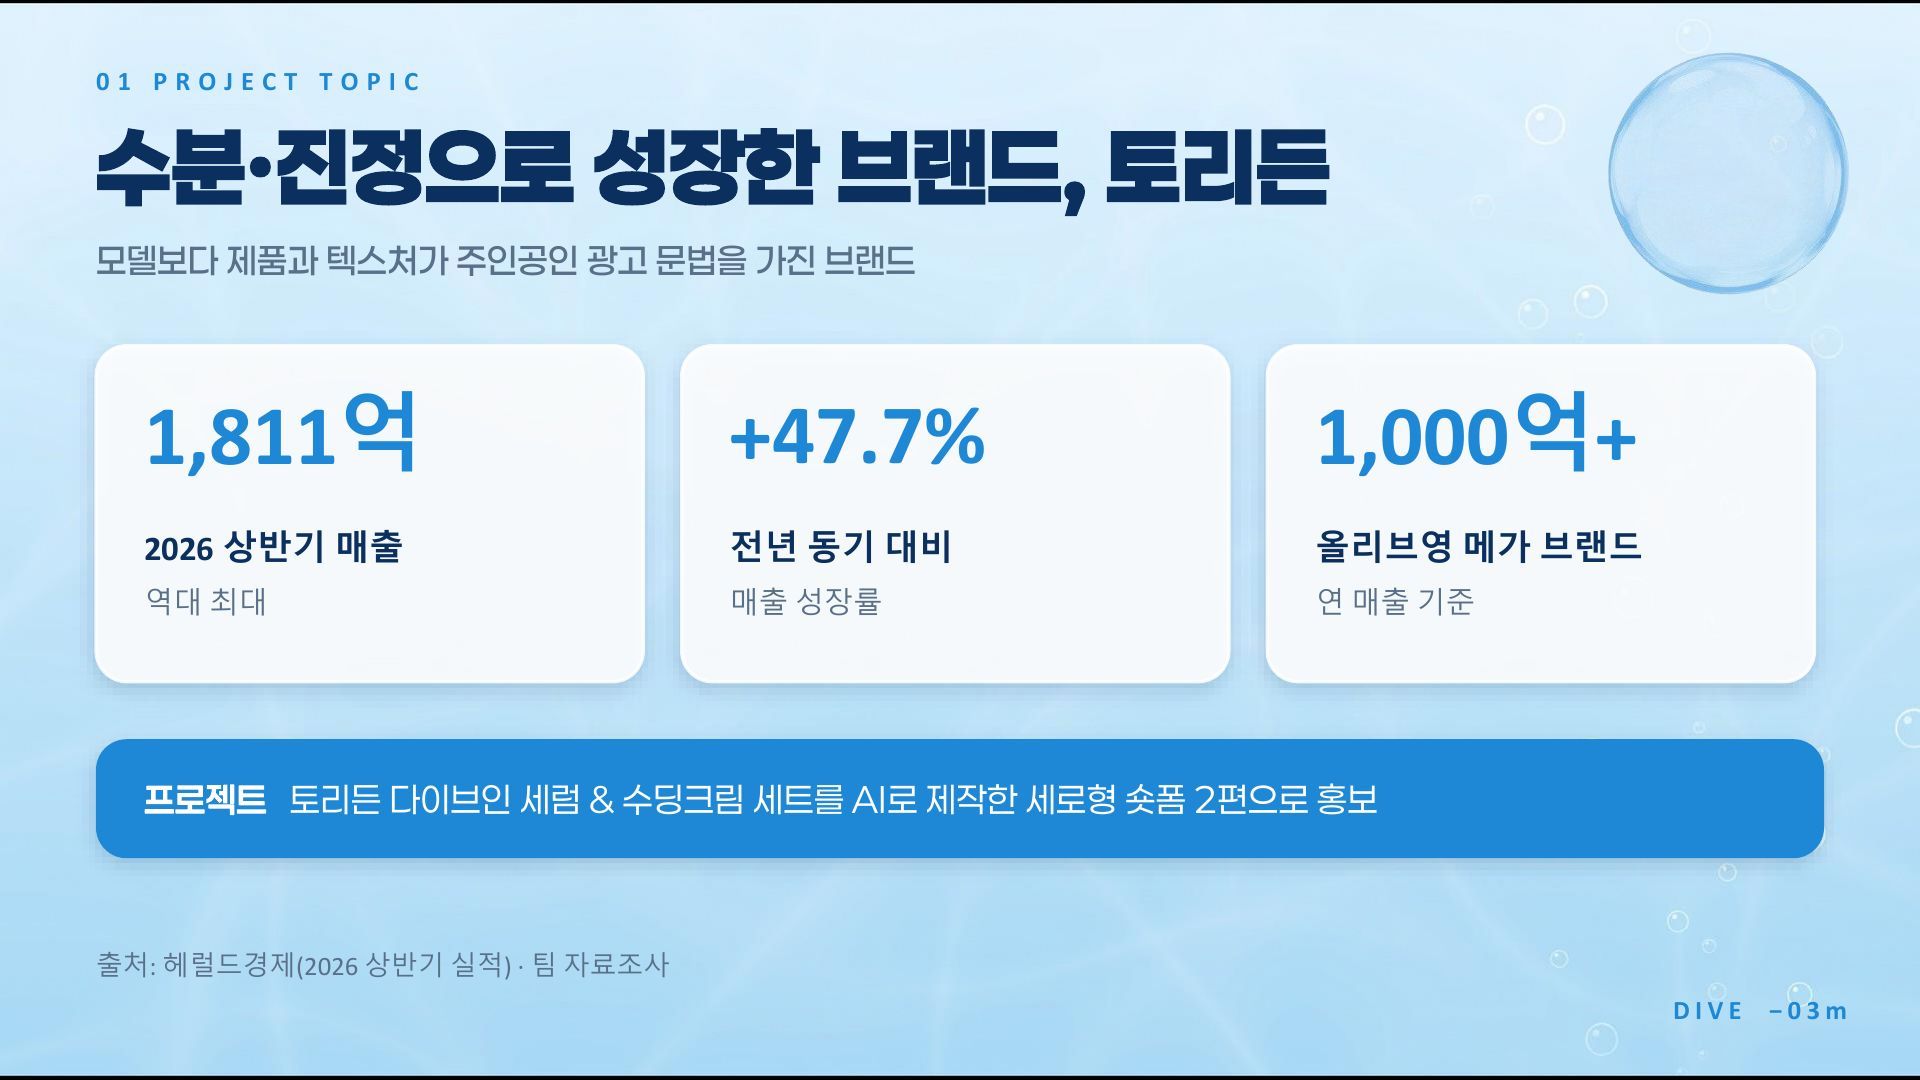 01 PROJECT TOPIC
수분·진정으로 성장한 브랜드, 토리든
모델보다 제품과 텍스처가 주인공인 광고 문법을 가진 브랜드
1,811억
2026 상반기 매출
역대 최대
+47.7%
전년 동기 대비
매출 성장률
1,000억+
올리브영 메가 브랜드
연 매출 기준
프로젝트 토리든 다이브인 세럼 & 수딩크림 세트를 AI로 제작한 세로형 숏폼 2편으로 홍보
출처: 헤럴드경제(2026 상반기 실적) · 팀 자료조사
DIVE −03m